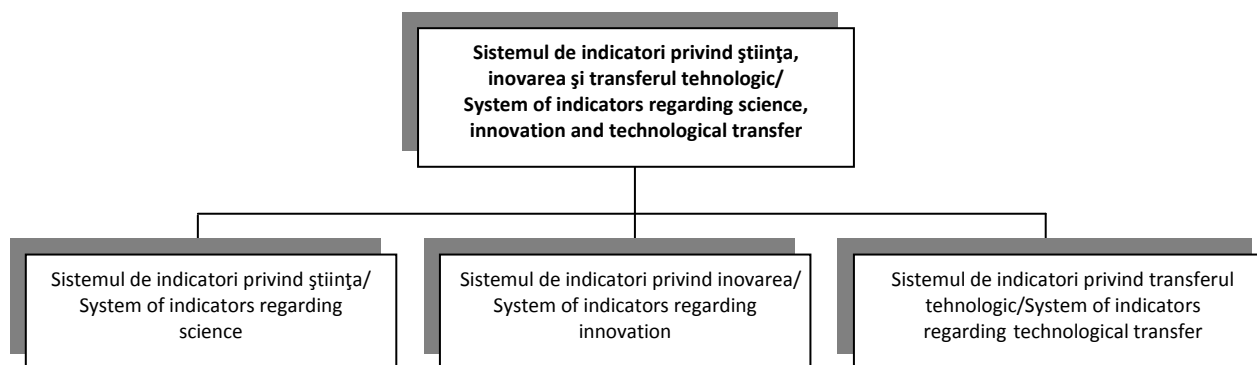 Sistemul de indicatori privind ştiinţa,
inovarea şi transferul tehnologic/
System of indicators regarding science,
innovation and technological transfer
Sistemul de indicatori privind ştiinţa/
System of indicators regarding
science
Sistemul de indicatori privind inovarea/
System of indicators regarding
innovation
Sistemul de indicatori privind transferul
tehnologic/System of indicators
regarding technological transfer